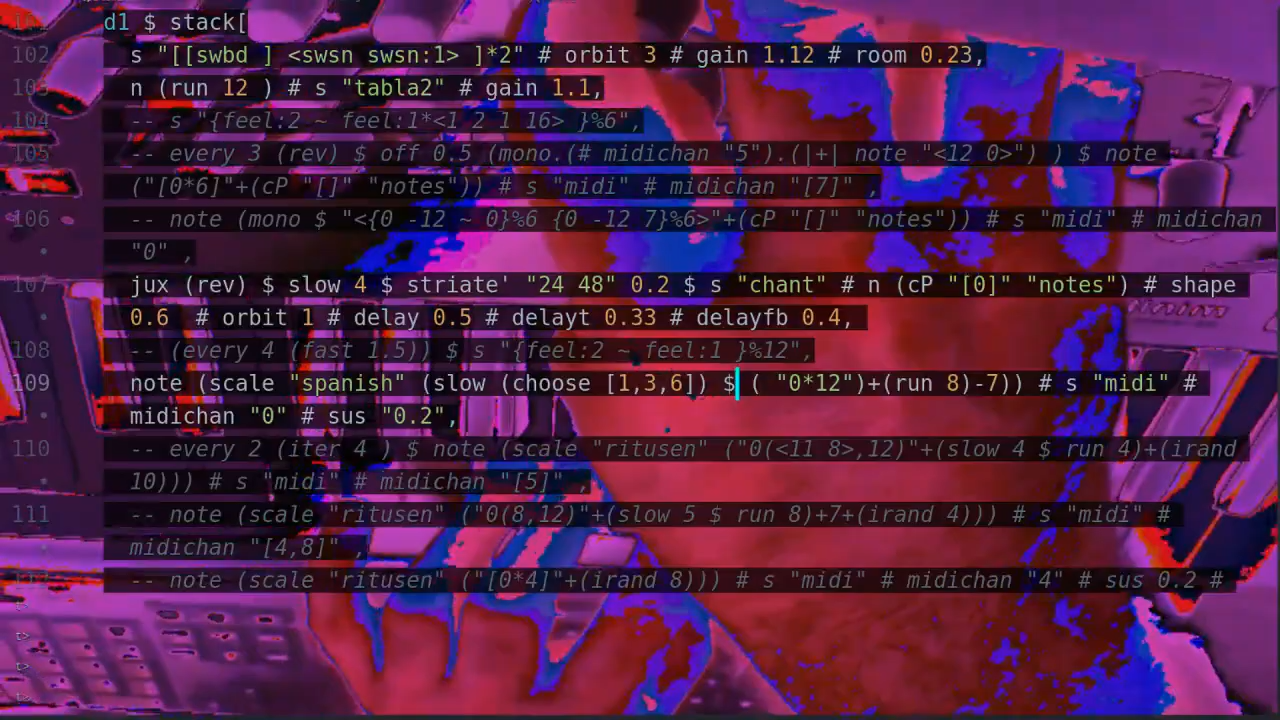 101 d1 $ stack[
102 s "[[swbd ] <swsn swsn:1> ]*2" # orbit 3 # gain 1.12 # room 0.23,
103 n (run 12 ) # s "tabla2" # gain 1.1,
104 -- s "{feel:2 ~ feel:1*<1 2 1 16> }%6",
105 -- every 3 (rev) $ off 0.5 (mono.(# midichan "5").(|+| note "<12 0>") ) $ note
("[0*6]"+(cP "[]" "notes")) # s "midi" # midichan "[7]" ,
106 -- note (mono $ "<{0 -12 ~ 0}%6 {0 -12 7}%6>"+(cP "[]" "notes")) # s "midi" # midichan
"0" ,
107 jux (rev) $ slow 4 $ striate' "24 48" 0.2 $ s "chant" # n (cP "[0]" "notes") # shape
0.6  # orbit 1 # delay 0.5 # delayt 0.33 # delayfb 0.4,
108 -- (every 4 (fast 1.5)) $ s "{feel:2 ~ feel:1 }%12",
109 note (scale "spanish" (slow (choose [1,3,6]) $ ( "0*12")+(run 8)-7)) # s "midi" #
midichan "0" # sus "0.2",
110 -- every 2 (iter 4 ) $ note (scale "ritusen" ("0(<11 8>,12)"+(slow 4 $ run 4)+(irand
10))) # s "midi" # midichan "[5]" ,
111 -- note (scale "ritusen" ("0(8,12)"+(slow 5 $ run 8)+7+(irand 4))) # s "midi" #
midichan "[4,8]" ,
112 -- note (scale "ritusen" ("[0*4]"+(irand 8))) # s "midi" # midichan "4" # sus 0.2 #